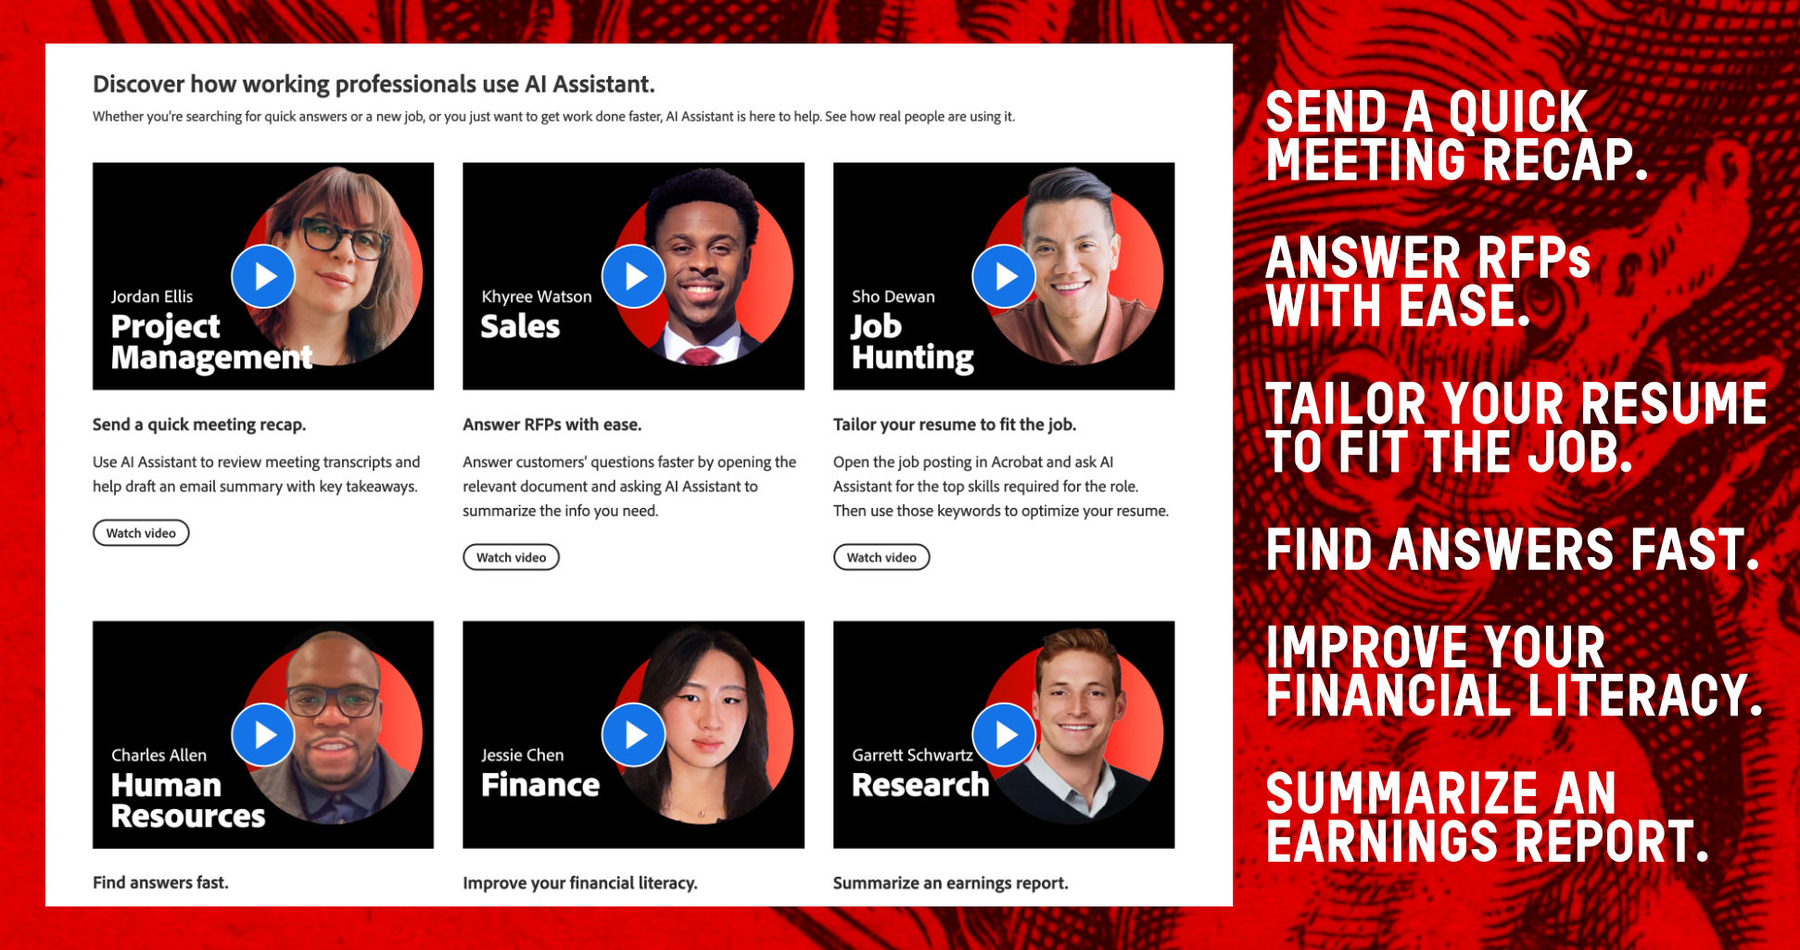 Discover how working professionals use AI Assistant.
Whether you're searching for quick answers or a new job, or you just want to get work done faster, AI Assistant is here to help. See how real people are using it.
Jordan Ellis
Project
Management
Khyree Watson
Sales
Sho Dewan
Job
Hunting
Send a quick meeting recap.
Use AI Assistant to review meeting transcripts and
help draft an email summary with key takeaways.
Watch video
Answer RFPs with ease.
Answer customers' questions faster by opening the
relevant document and asking AI Assistant to
summarize the info you need.
Watch video
Tailor your resume to fit the job.
Open the job posting in Acrobat and ask AI
Assistant for the top skills required for the role.
Then use those keywords to optimize your resume.
Watch video
Charles Allen
Human
Resources
Jessie Chen
Finance
Garrett Schwartz
Research
Find answers fast.
Improve your financial literacy.
Summarize an earnings report.
SEND A QUICK
MEETING RECAP.
ANSWER RFPs
WITH EASE.
TAILOR YOUR RESUME
TO FIT THE JOB.
FIND ANSWERS FAST.
IMPROVE YOUR
FINANCIAL LITERACY.
SUMMARIZE AN
EARNINGS REPORT.